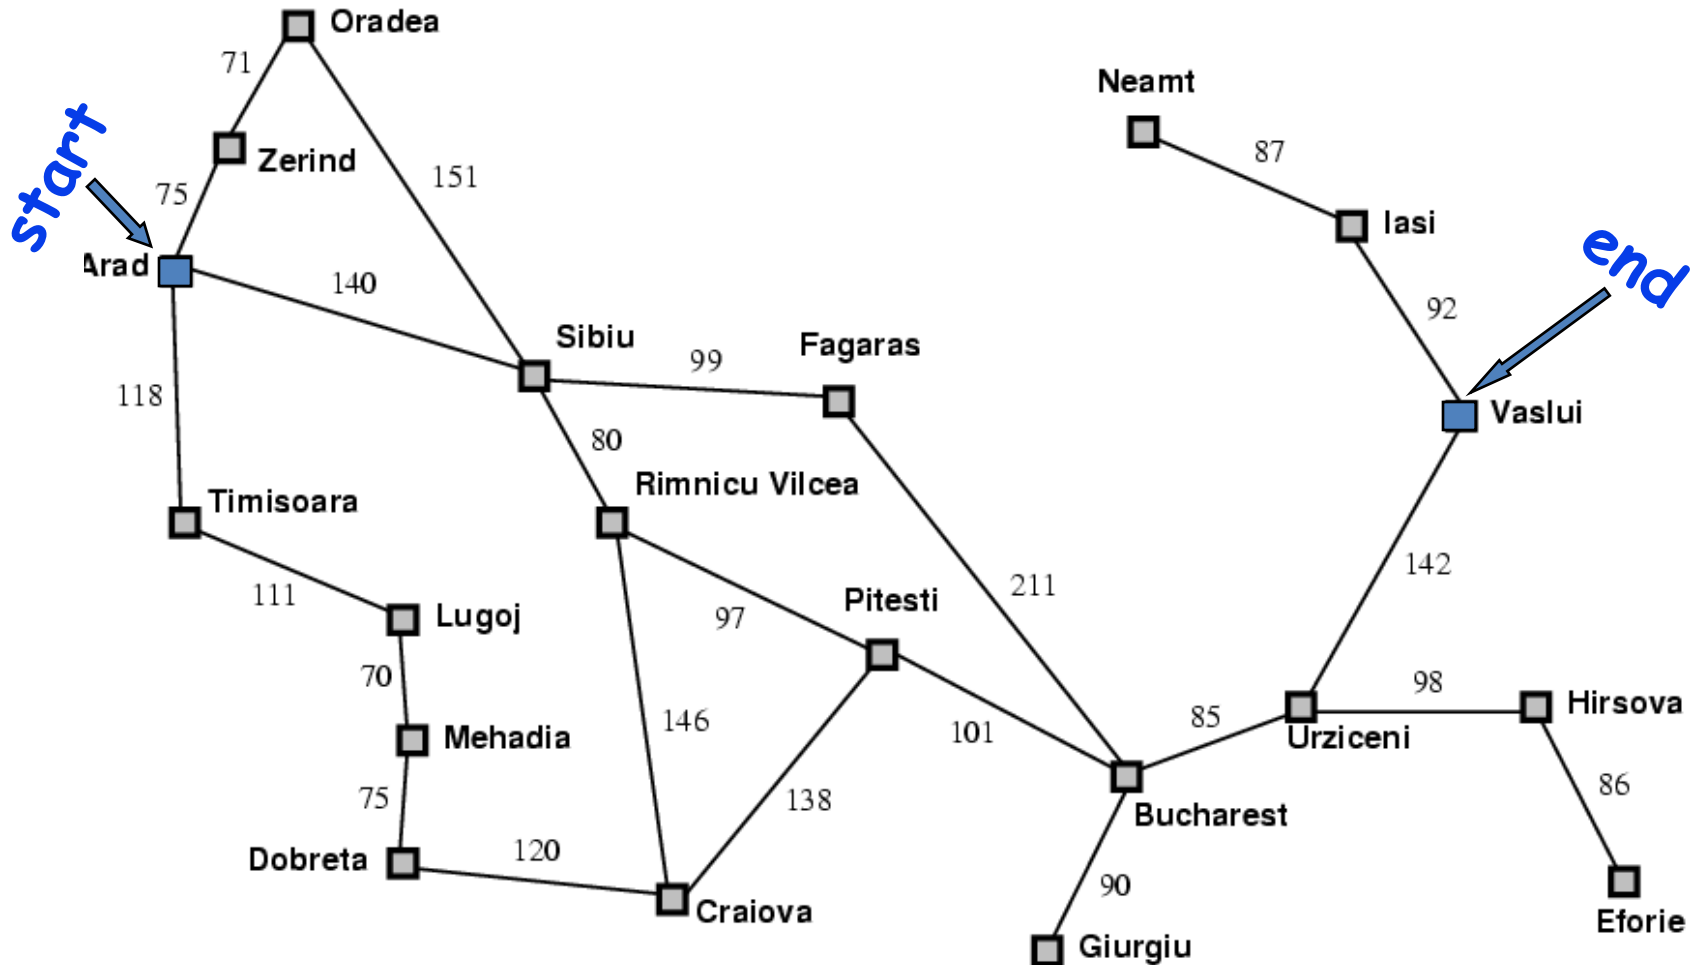 Oradea
71
Neamt
start
87
Zerind
151
75
Iasi
end
Arad
140
92
Sibiu
Fagaras
99
118
Vaslui
80
Rimnicu Vilcea
Timisoara
142
211
111
Pitesti
Lugoj
97
70
98
Hirsova
146
85
101
Mehadia
Urziceni
75
138
86
Bucharest
120
Dobreta
90
Craiova
Eforie
Giurgiu